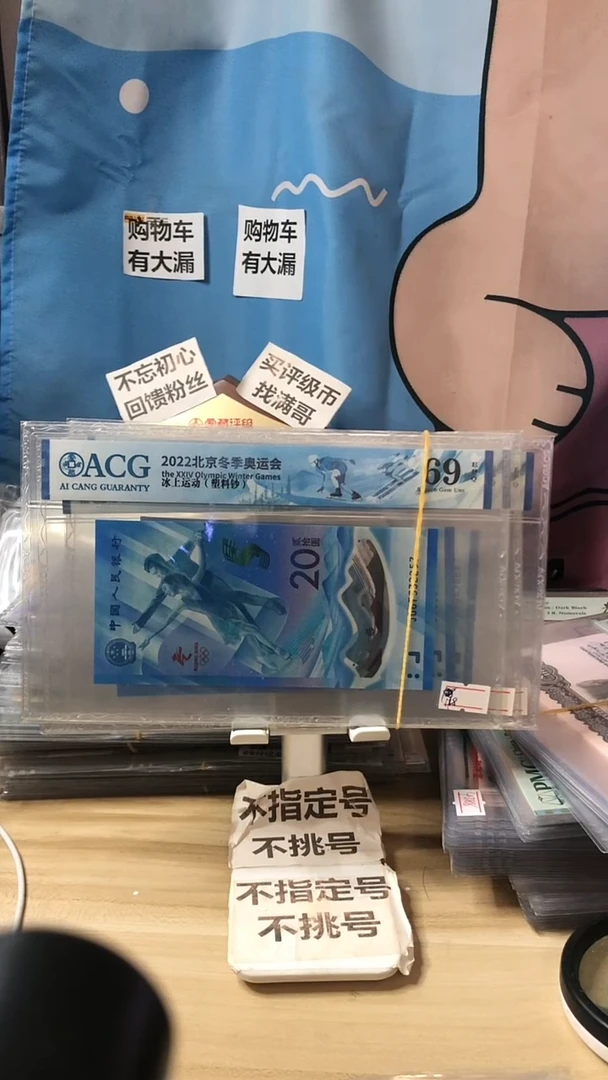 购物车
有大漏
购物车
有大漏
不忘初心
回馈粉丝
买评级币
找满哥
ACG
AI CANG GUARANTY
2022北京冬季奥运会
the XXIV Olympic Winter Games
冰上运动（塑料钞）
69
中国人民银行
20
贰拾圆
PMG
不指定号
不挑号
不指定号
不挑号